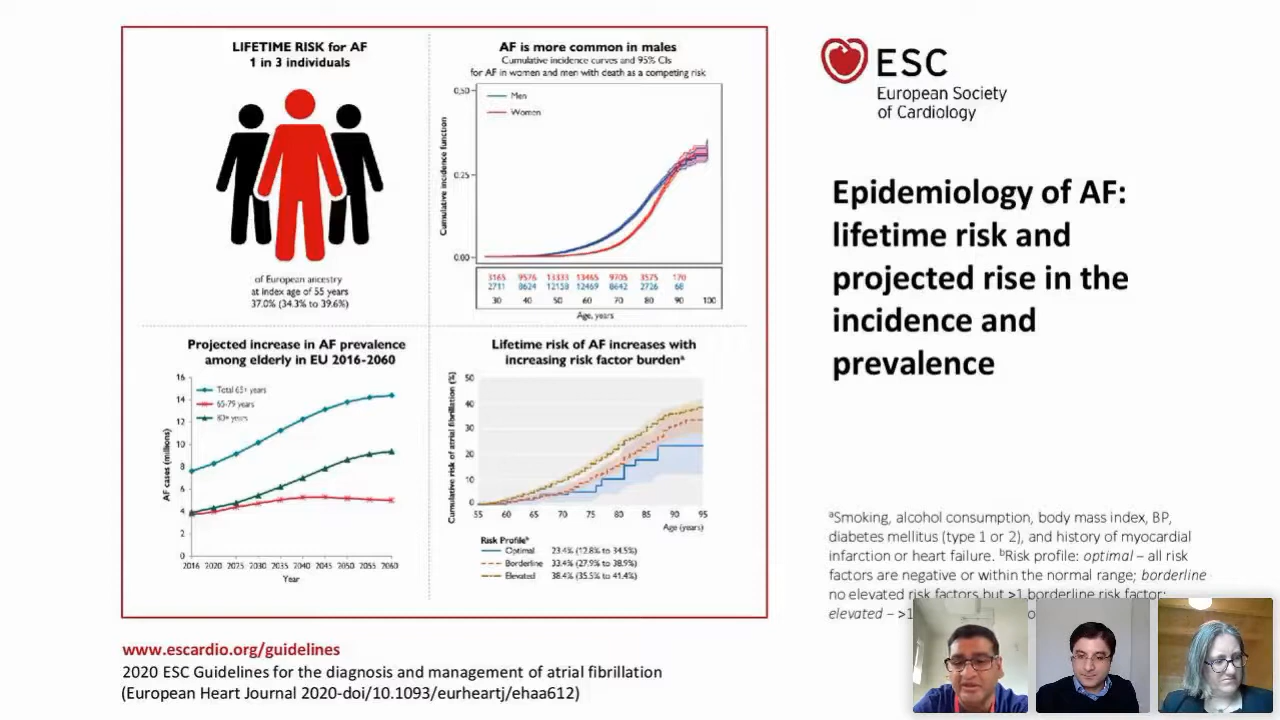 LIFETIME RISK for AF
1 in 3 individuals
of European ancestry
at index age of 55 years
37.0% (34.3% to 39.6%)
AF is more common in males
Cumulative incidence curves and 95% CIs
for AF in women and men with death as a competing risk
Cumulative incidence function
0.50
0.25
0.00
Men
Women
3165 9576 13333 13465 9705 3575 170
2711 8624 12158 12469 8642 2726 68
30 40 50 60 70 80 90 100
Age, years
Projected increase in AF prevalence
among elderly in EU 2016-2060
AF cases (millions)
16
14
12
10
8
6
4
2
0
Total 65+ years
65-79 years
80+ years
2016 2020 2025 2030 2035 2040 2045 2050 2055 2060
Year
Lifetime risk of AF increases with
increasing risk factor burdenᵃ
Cumulative risk of atrial fibrillation (%)
50
40
30
20
10
0
55 60 65 70 75 80 85 90 95
Age (years)
Risk Profileᵇ
Optimal 23.4% (12.8% to 34.5%)
Borderline 33.4% (27.9% to 38.9%)
Elevated 38.4% (35.5% to 41.4%)
ESC
European Society
of Cardiology
Epidemiology of AF:
lifetime risk and
projected rise in the
incidence and
prevalence
ᵃSmoking, alcohol consumption, body mass index, BP,
diabetes mellitus (type 1 or 2), and history of myocardial
infarction or heart failure. ᵇRisk profile: optimal – all risk
factors are negative or within the normal range; borderline
no elevated risk factors but >1 borderline risk factor;
elevated – >1
www.escardio.org/guidelines
2020 ESC Guidelines for the diagnosis and management of atrial fibrillation
(European Heart Journal 2020-doi/10.1093/eurheartj/ehaa612)